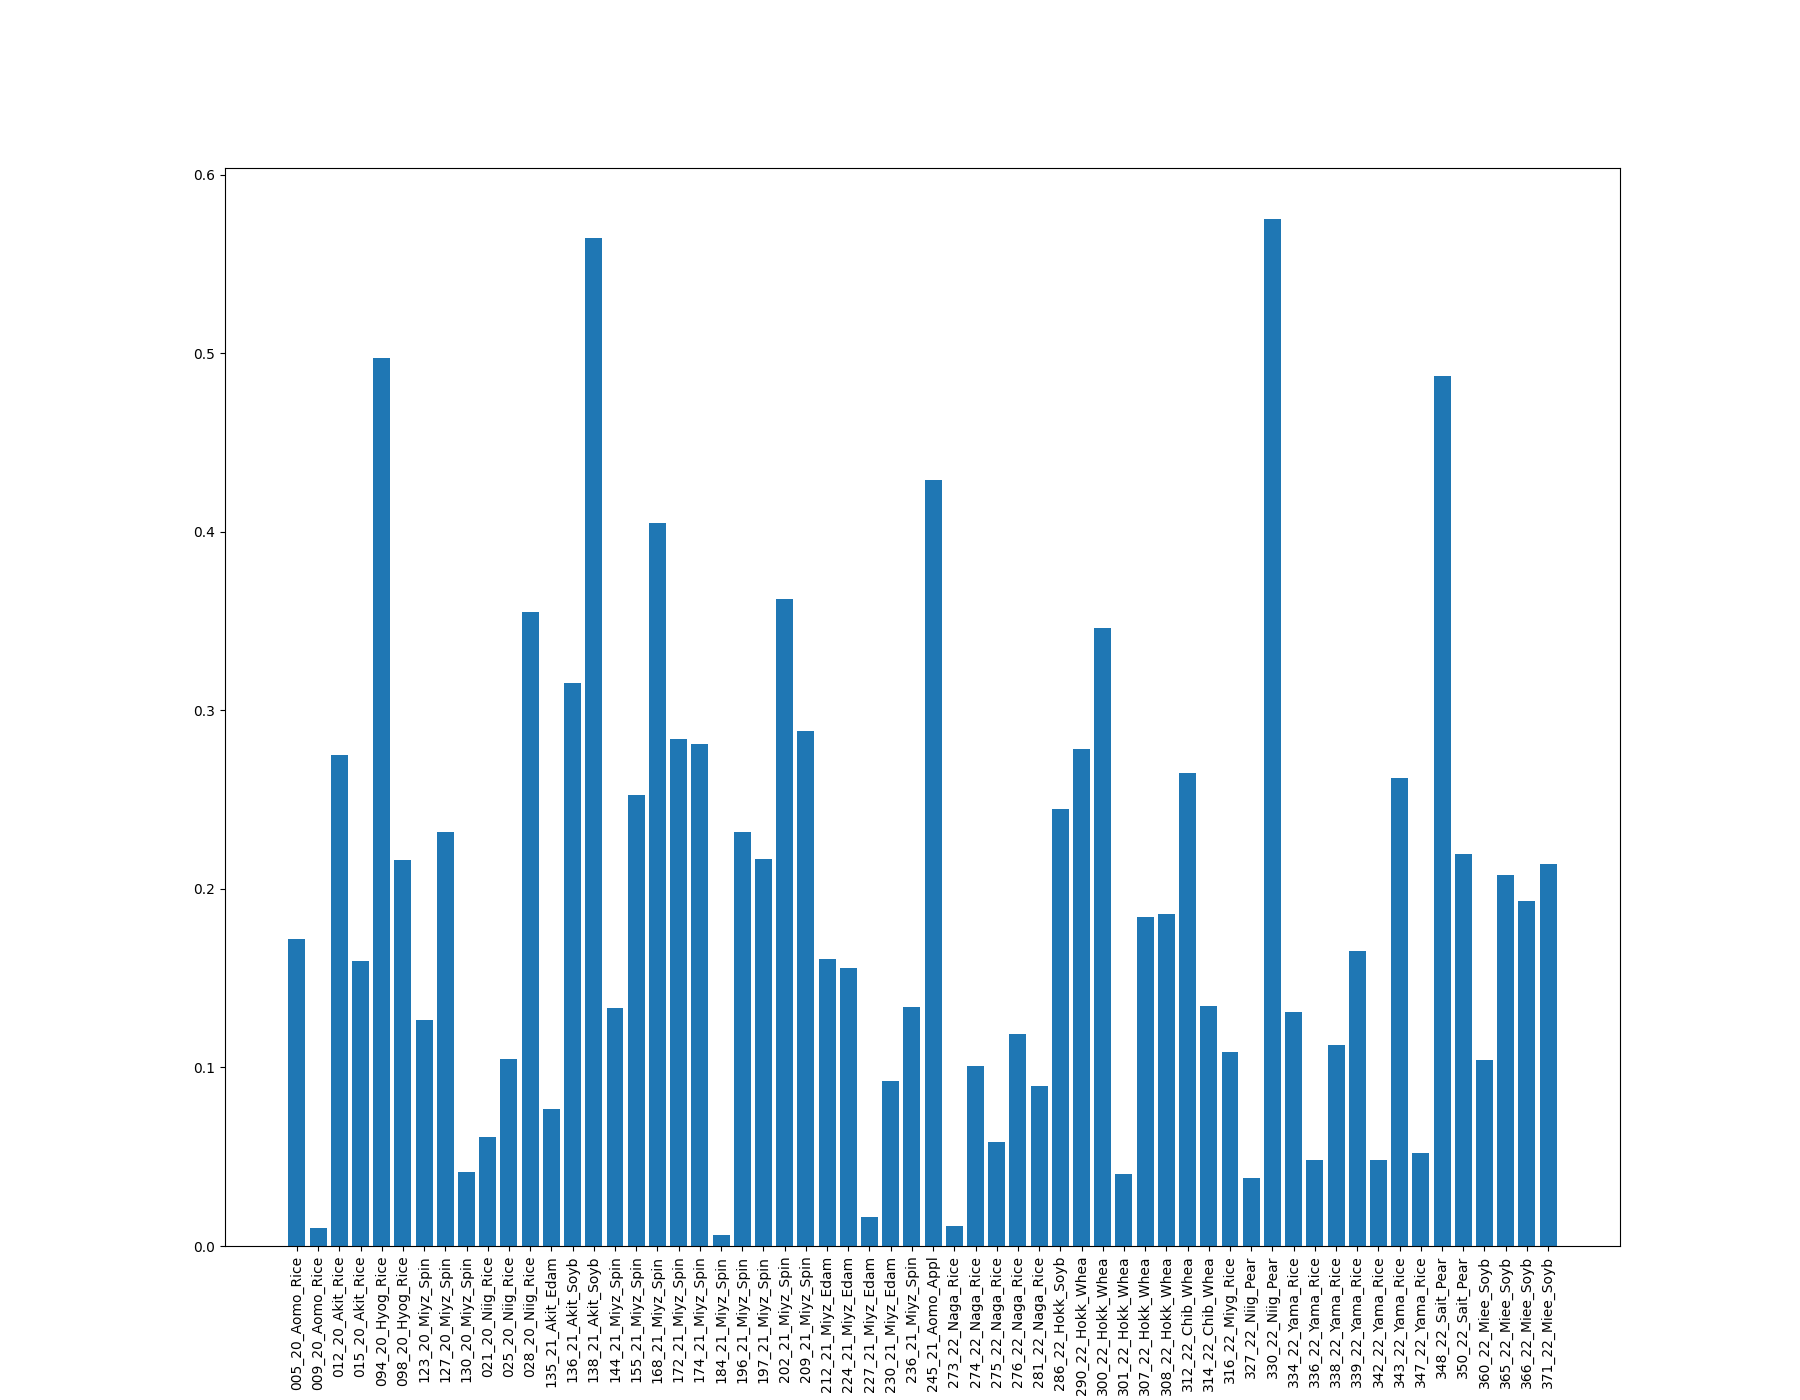 0.6
0.5
0.4
0.3
0.2
0.1
0.0
005_20_Aomo_Rice
009_20_Aomo_Rice
012_20_Akit_Rice
015_20_Akit_Rice
094_20_Hyog_Rice
098_20_Hyog_Rice
123_20_Miyz_Spin
127_20_Miyz_Spin
130_20_Miyz_Spin
021_20_Niig_Rice
025_20_Niig_Rice
028_20_Niig_Rice
135_21_Akit_Edam
136_21_Akit_Soyb
138_21_Akit_Soyb
144_21_Miyz_Spin
155_21_Miyz_Spin
168_21_Miyz_Spin
172_21_Miyz_Spin
174_21_Miyz_Spin
184_21_Miyz_Spin
196_21_Miyz_Spin
197_21_Miyz_Spin
202_21_Miyz_Spin
209_21_Miyz_Spin
212_21_Miyz_Edam
224_21_Miyz_Edam
227_21_Miyz_Edam
230_21_Miyz_Edam
236_21_Miyz_Spin
245_21_Aomo_Appl
273_22_Naga_Rice
274_22_Naga_Rice
275_22_Naga_Rice
276_22_Naga_Rice
281_22_Naga_Rice
286_22_Hokk_Soyb
290_22_Hokk_Whea
300_22_Hokk_Whea
301_22_Hokk_Whea
307_22_Hokk_Whea
308_22_Hokk_Whea
312_22_Chib_Whea
314_22_Chib_Whea
316_22_Miyg_Rice
327_22_Niig_Pear
330_22_Niig_Pear
334_22_Yama_Rice
336_22_Yama_Rice
338_22_Yama_Rice
339_22_Yama_Rice
342_22_Yama_Rice
343_22_Yama_Rice
347_22_Yama_Rice
348_22_Sait_Pear
350_22_Sait_Pear
360_22_Miee_Soyb
365_22_Miee_Soyb
366_22_Miee_Soyb
371_22_Miee_Soyb